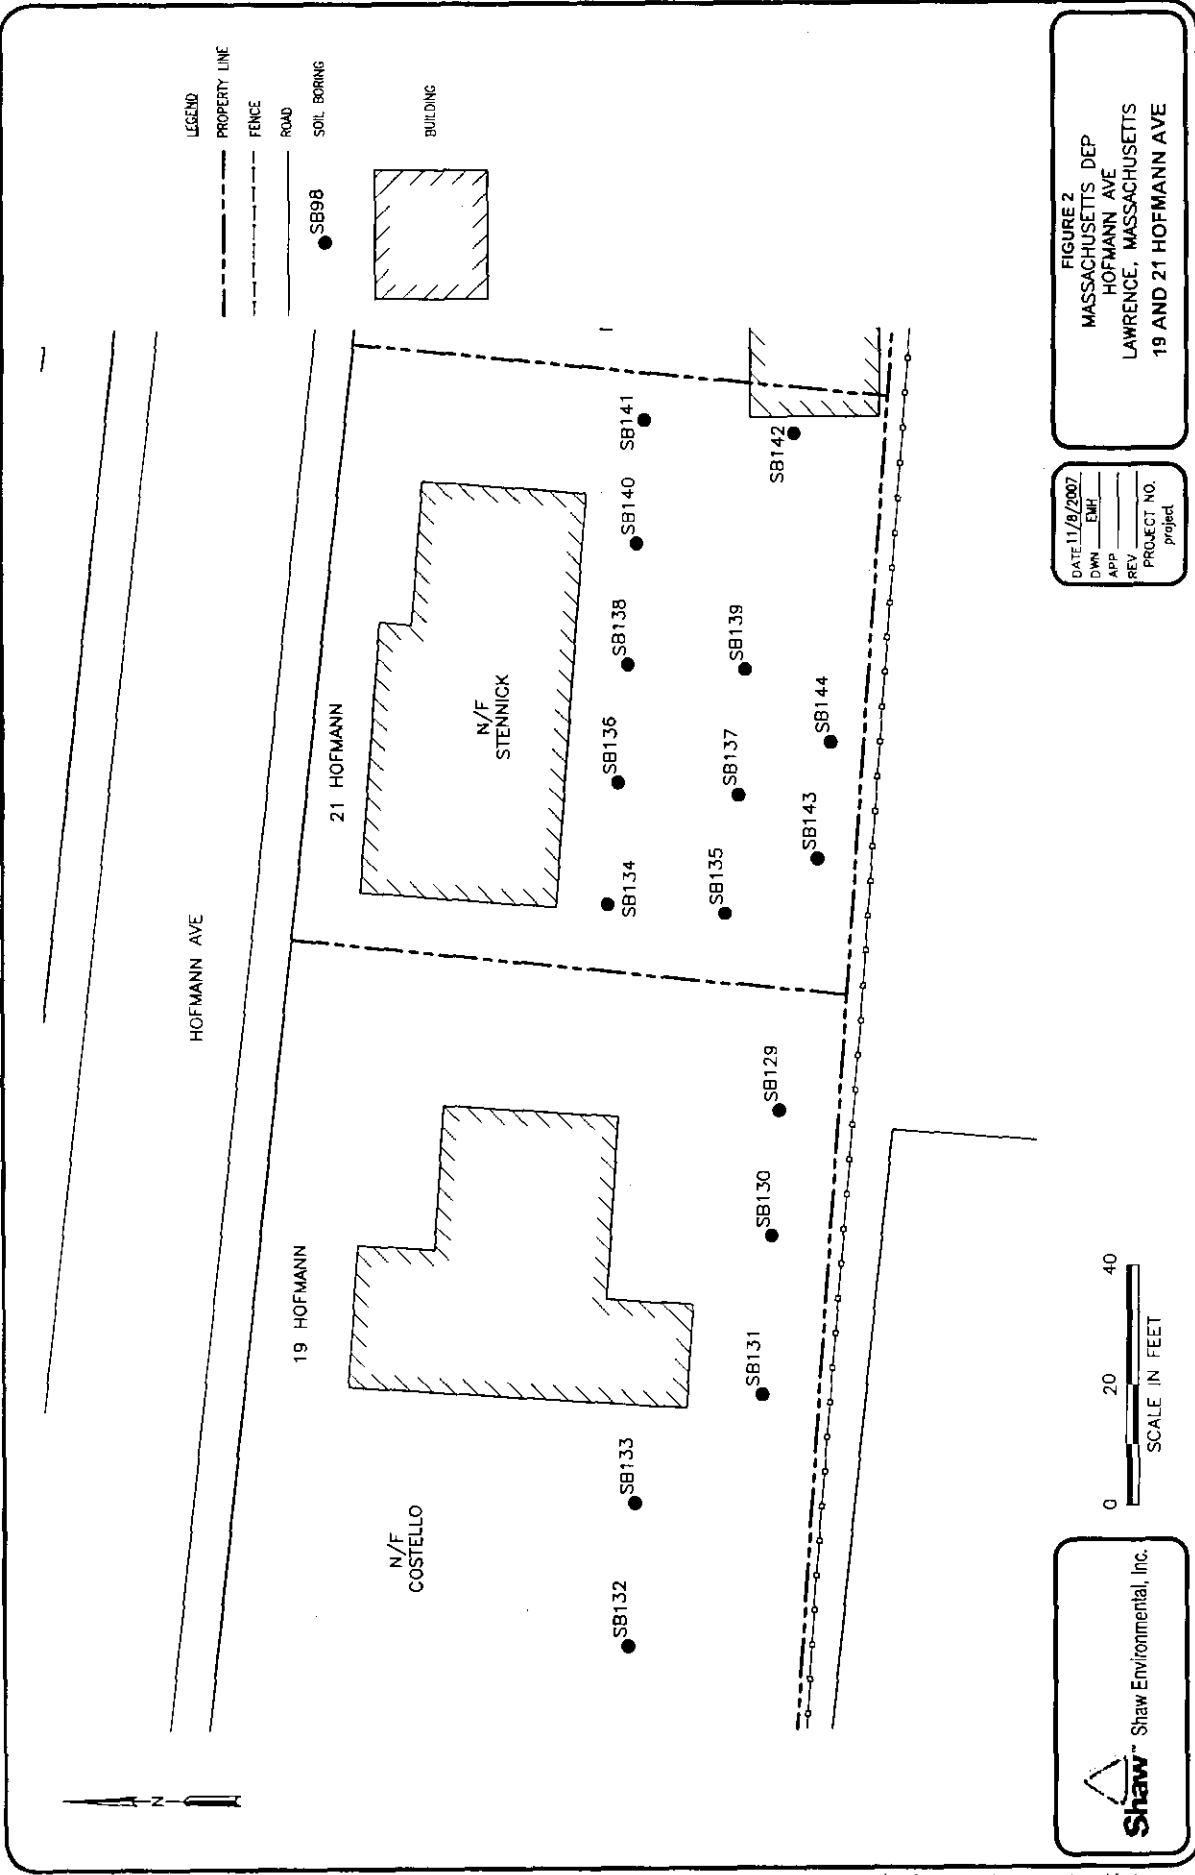 LEGEND
PROPERTY LINE
FENCE
ROAD
SB98
SOIL BORING
BUILDING
N
HOFMANN AVE
19 HOFMANN
21 HOFMANN
N/F
COSTELLO
N/F
STENNICK
SB132
SB133
SB131
SB130
SB129
SB134
SB136
SB138
SB140
SB141
SB135
SB137
SB139
SB142
SB143
SB144
0 20 40
SCALE IN FEET
Shaw™ Shaw Environmental, Inc.
DATE 11/8/2007
DWN EMH
APP
REV
PROJECT NO.
project
FIGURE 2
MASSACHUSETTS DEP
HOFMANN AVE
LAWRENCE, MASSACHUSETTS
19 AND 21 HOFMANN AVE